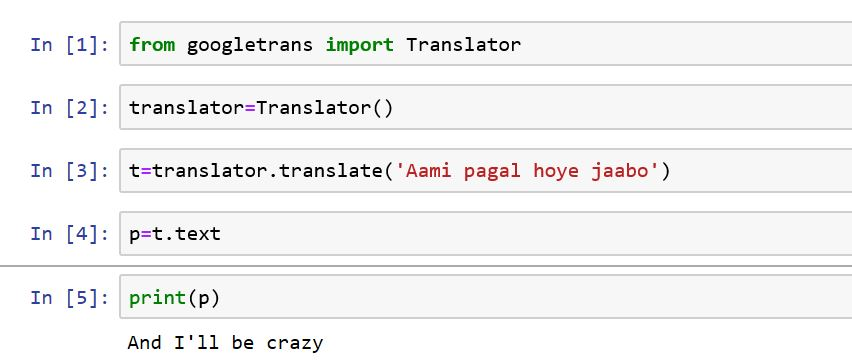 In [1]: from googletrans import Translator
In [2]: translator=Translator()
In [3]: t=translator.translate('Aami pagal hoye jaabo')
In [4]: p=t.text
In [5]: print(p)
And I'll be crazy